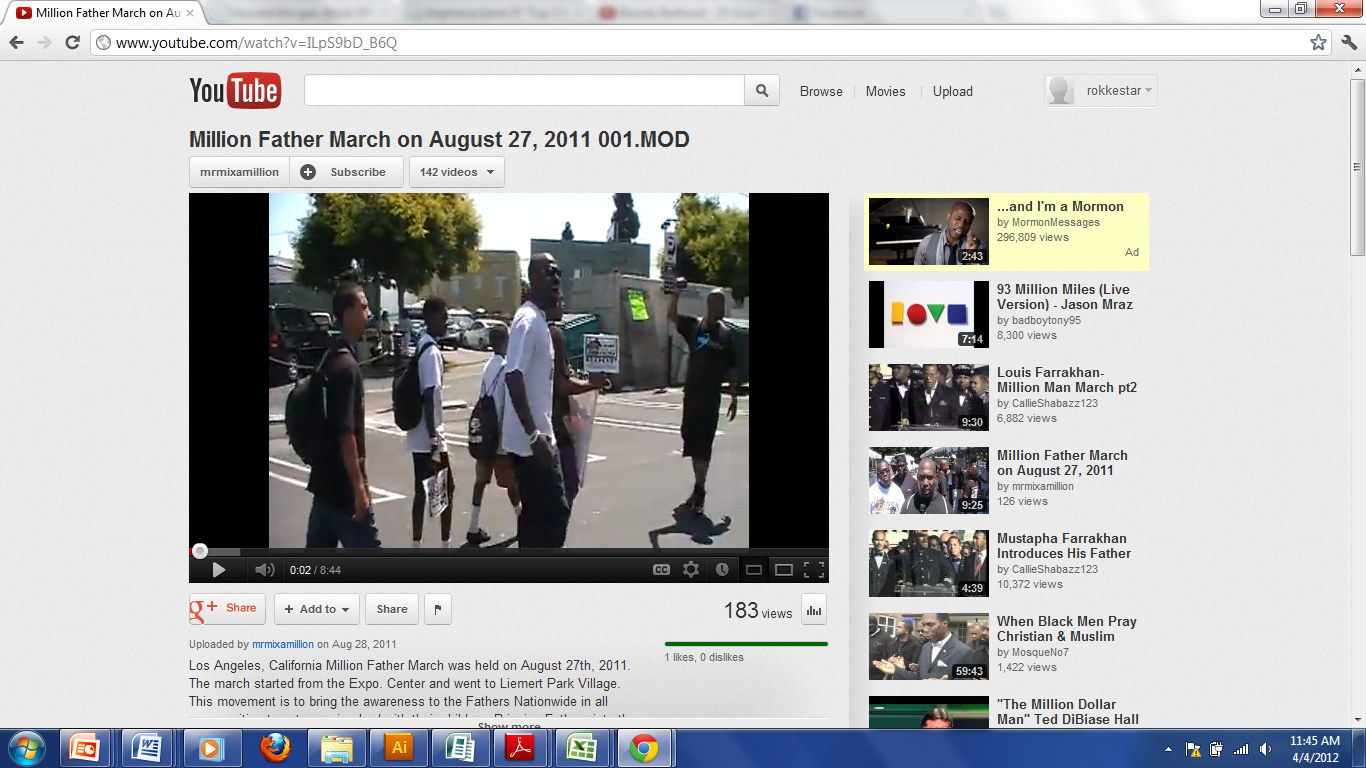 Million Father March on Au
Facebook
www.youtube.com/watch?v=ILpS9bD_B6Q
YouTube
Browse
Movies
Upload
rokkestar
Million Father March on August 27, 2011 001.MOD
mrmixamillion
Subscribe
142 videos
...and I'm a Mormon
by MormonMessages
296,809 views
Ad
2:43
93 Million Miles (Live
Version) - Jason Mraz
by badboytony95
8,300 views
7:14
Louis Farrakhan-
Million Man March pt2
by CallieShabazz123
6,882 views
9:30
Million Father March
on August 27, 2011
by mrmixamillion
126 views
9:25
Mustapha Farrakhan
Introduces His Father
by CallieShabazz123
10,372 views
4:39
When Black Men Pray
Christian & Muslim
by MosqueNo7
1,422 views
59:43
"The Million Dollar
Man" Ted DiBiase Hall
0:02 / 8:44
CC
g+ Share
+ Add to
Share
183 views
Uploaded by mrmixamillion on Aug 28, 2011
1 likes, 0 dislikes
Los Angeles, California Million Father March was held on August 27th, 2011.
The march started from the Expo. Center and went to Liemert Park Village.
This movement is to bring the awareness to the Fathers Nationwide in all
Show more
Ai
11:45 AM
4/4/2012